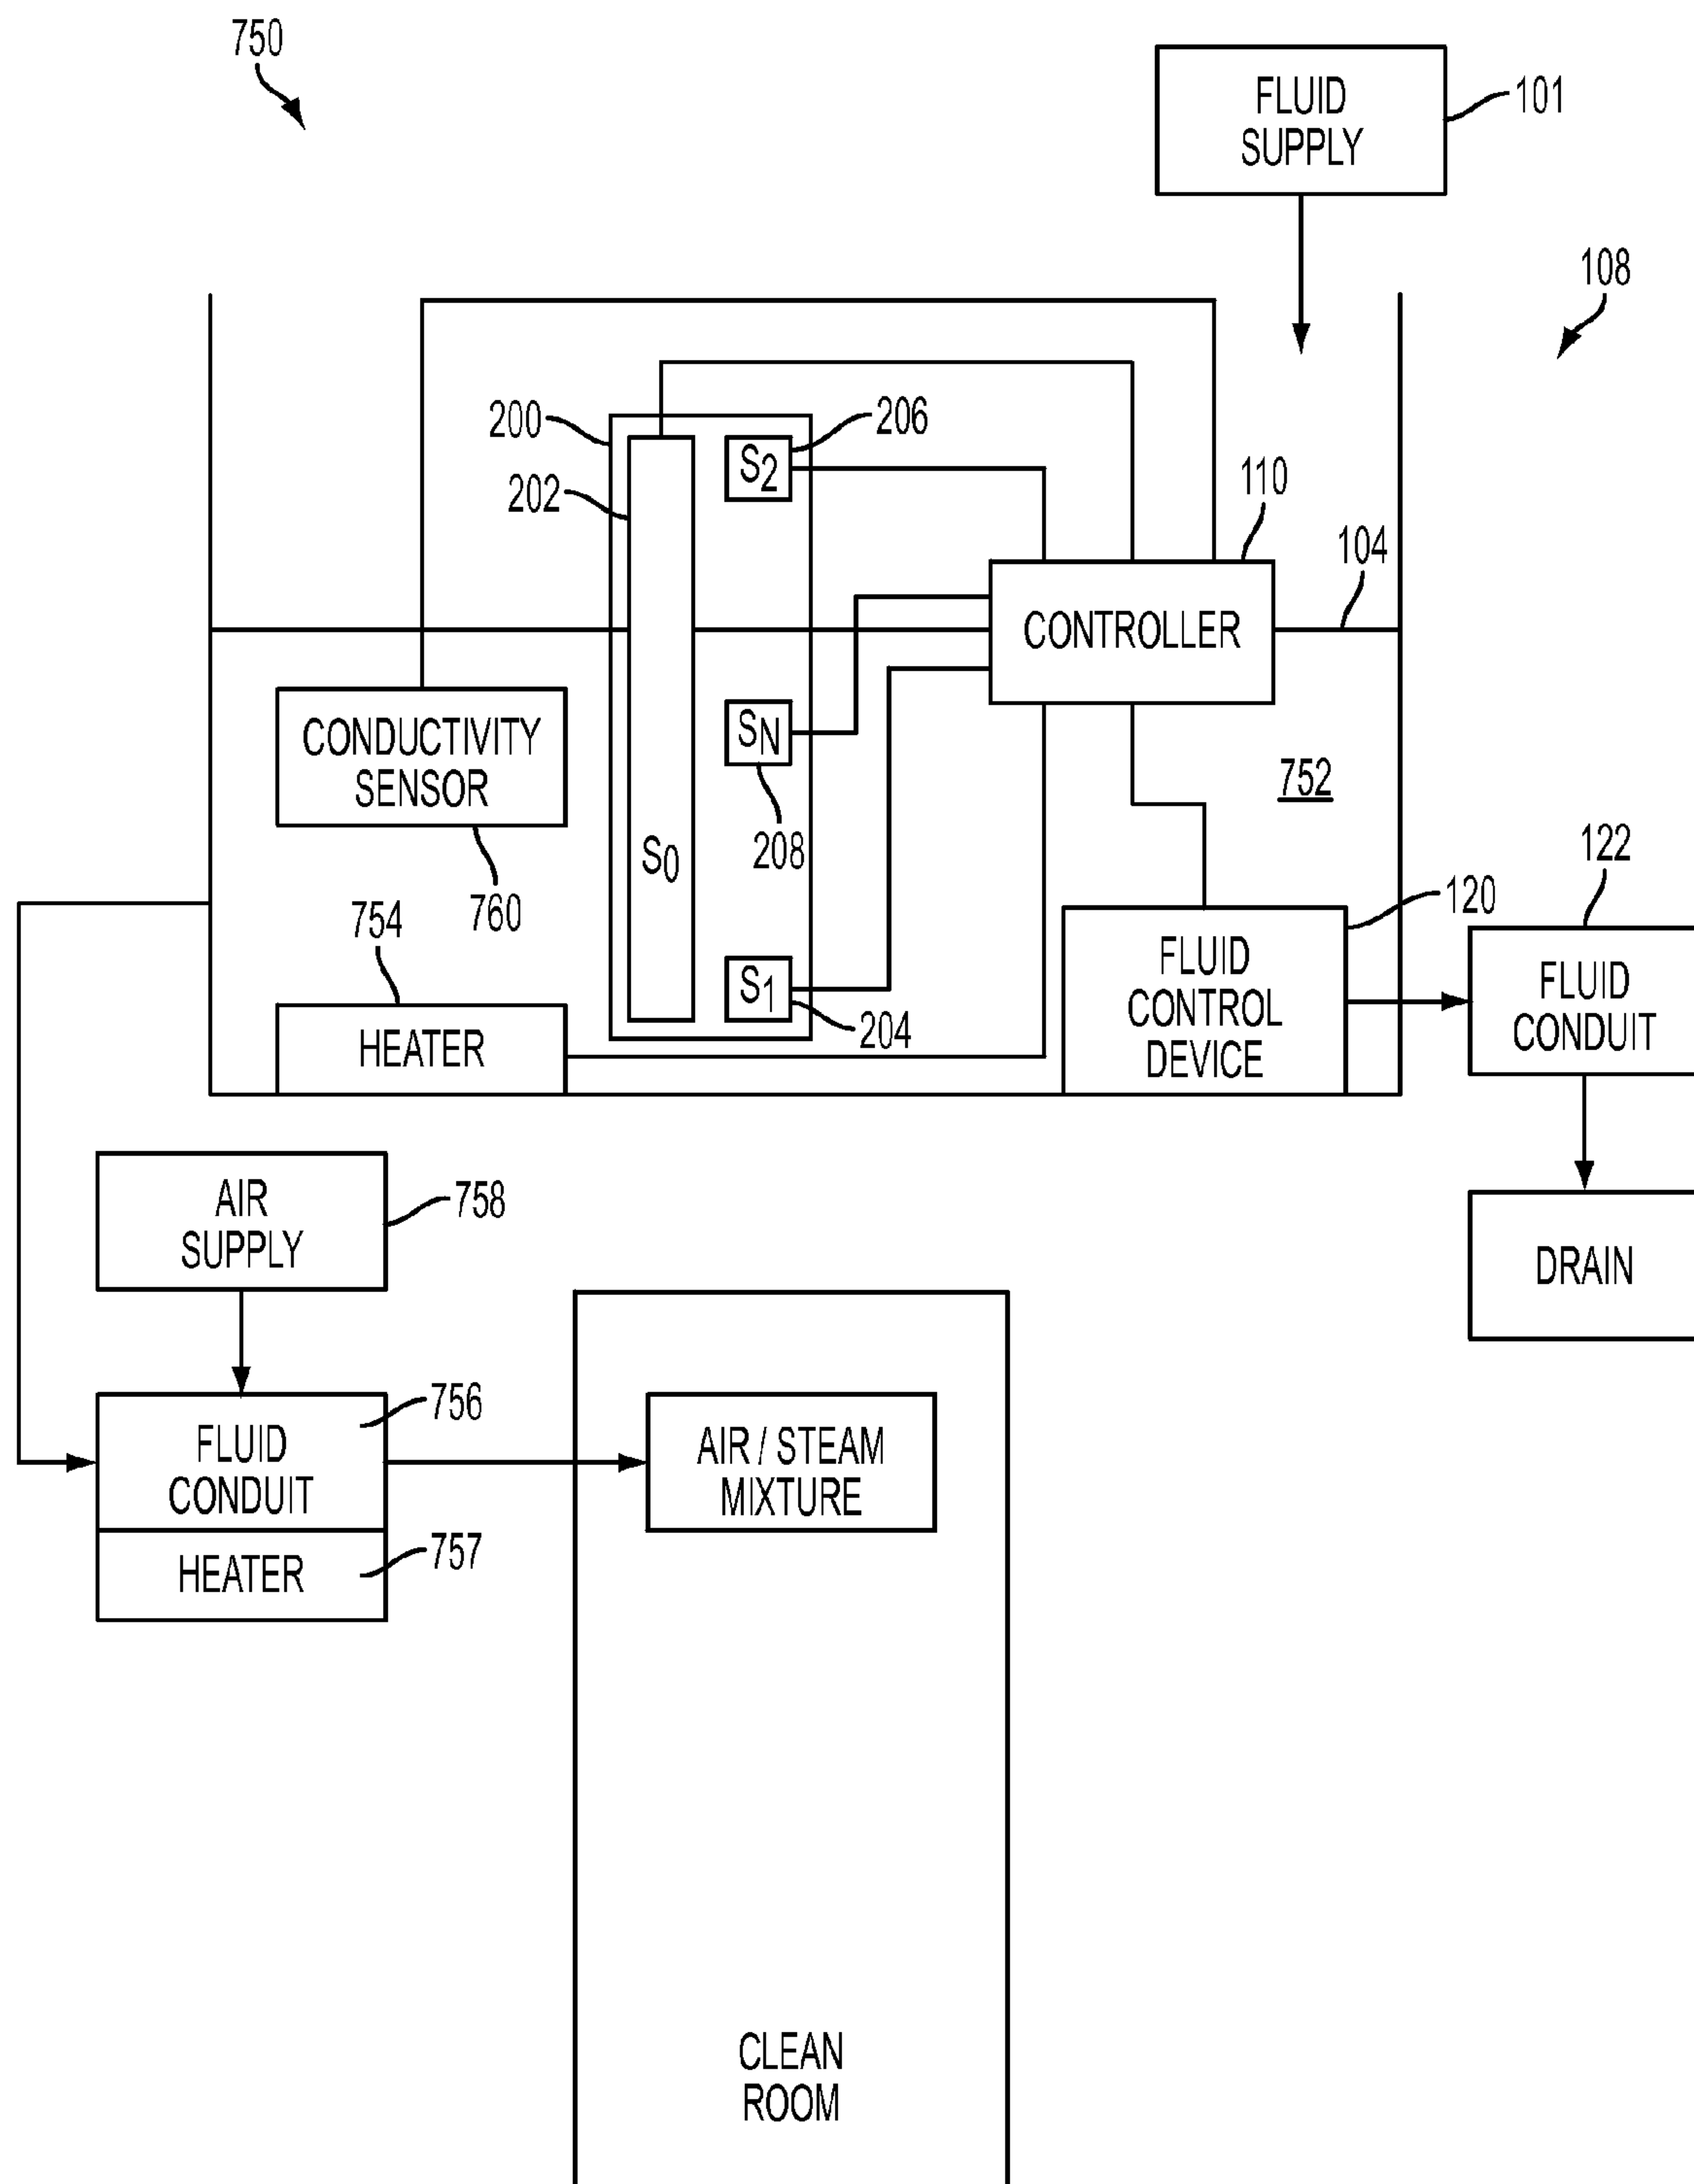 750
FLUID
SUPPLY
101
108
200
S2
206
202
110
104
CONTROLLER
CONDUCTIVITY
SENSOR
SN
208
752
S0
760
122
120
754
S1
204
FLUID
CONTROL
DEVICE
FLUID
CONDUIT
HEATER
AIR
SUPPLY
758
DRAIN
756
FLUID
CONDUIT
AIR / STEAM
MIXTURE
HEATER
757
CLEAN
ROOM